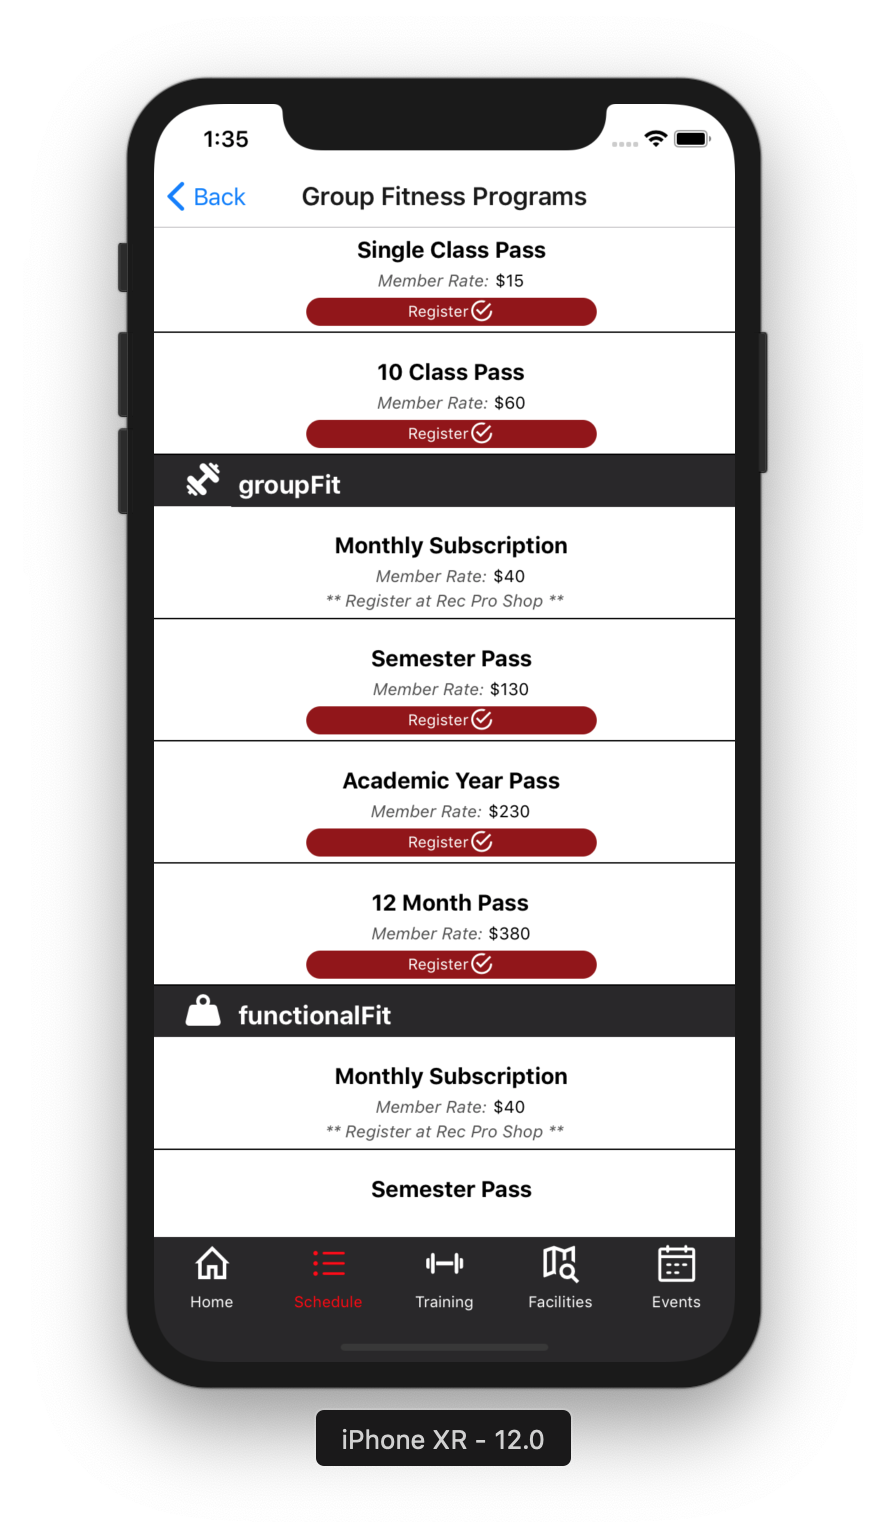 1:35
Back
Group Fitness Programs
Single Class Pass
Member Rate: $15
Register
10 Class Pass
Member Rate: $60
Register
groupFit
Monthly Subscription
Member Rate: $40
** Register at Rec Pro Shop **
Semester Pass
Member Rate: $130
Register
Academic Year Pass
Member Rate: $230
Register
12 Month Pass
Member Rate: $380
Register
functionalFit
Monthly Subscription
Member Rate: $40
** Register at Rec Pro Shop **
Semester Pass
Home Schedule Training Facilities Events
iPhone XR - 12.0